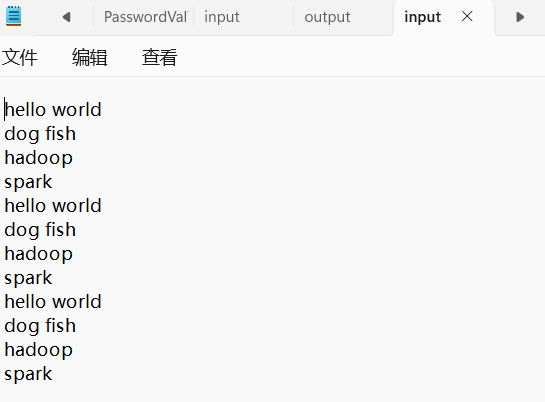 PasswordVal input output input
文件 编辑 查看
hello world
dog fish
hadoop
spark
hello world
dog fish
hadoop
spark
hello world
dog fish
hadoop
spark